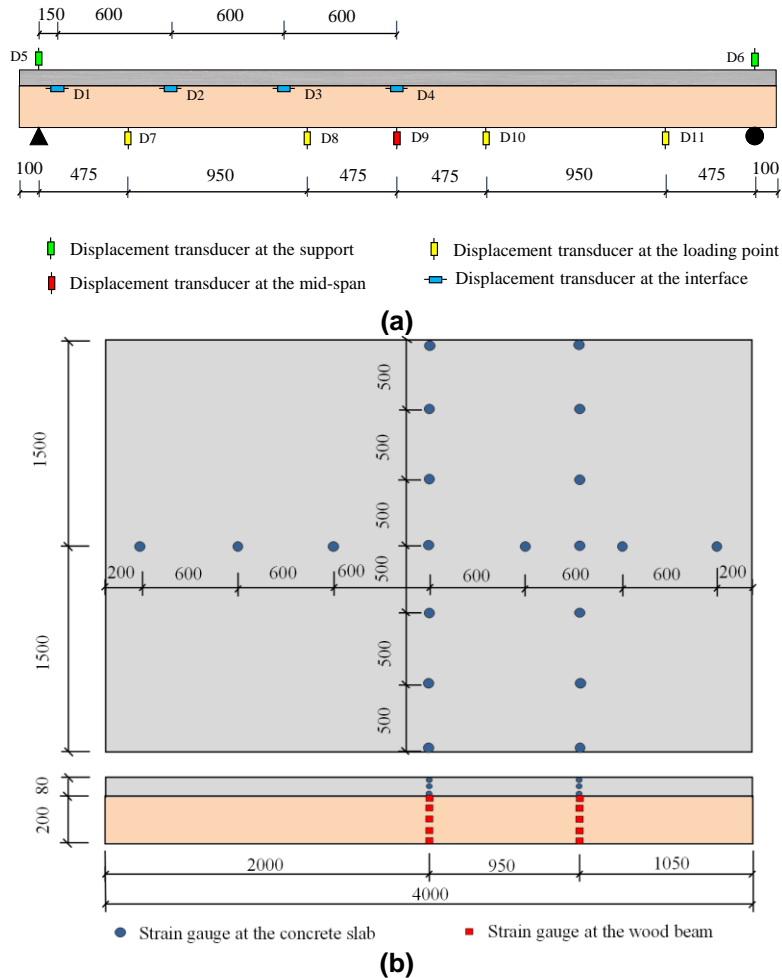 150 600 600 600
D5 D6
D1 D2 D3 D4
D7 D8 D9 D10 D11
100 475 950 475 475 950 475 100
Displacement transducer at the support
Displacement transducer at the loading point
Displacement transducer at the mid-span
Displacement transducer at the interface
(a)
500
1500
500
500
200 600 600 600 500 600 600 600 200
1500
500
500
80
200
2000 950 1050
4000
Strain gauge at the concrete slab
Strain gauge at the wood beam
(b)